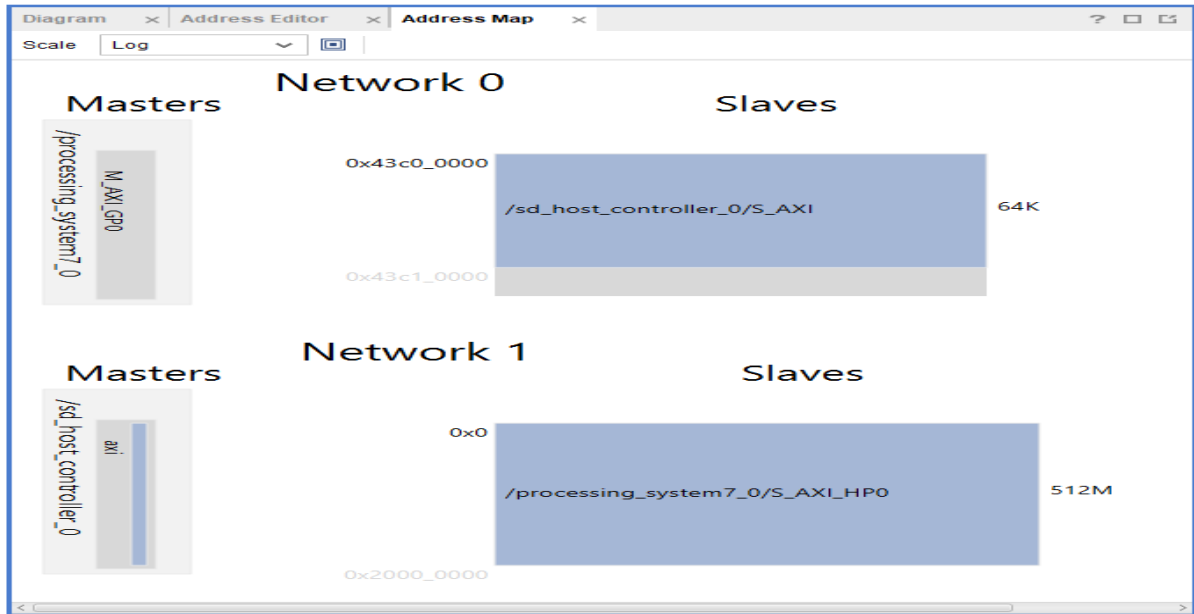 Diagram × Address Editor × Address Map × ?
Scale Log
Network 0
Masters Slaves
/processing_system7_0
M_AXI_GP0
0x43c0_0000
/sd_host_controller_0/S_AXI 64K
0x43c1_0000
Network 1
Masters Slaves
/sd_host_controller_0
axi
0x0
/processing_system7_0/S_AXI_HP0 512M
0x2000_0000